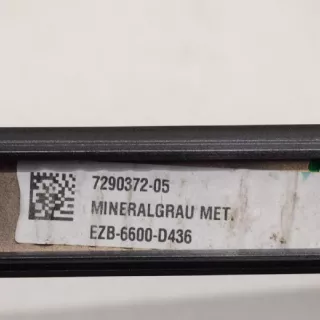 7290372-05
MINERALGRAU MET.
EZB-6600-D436